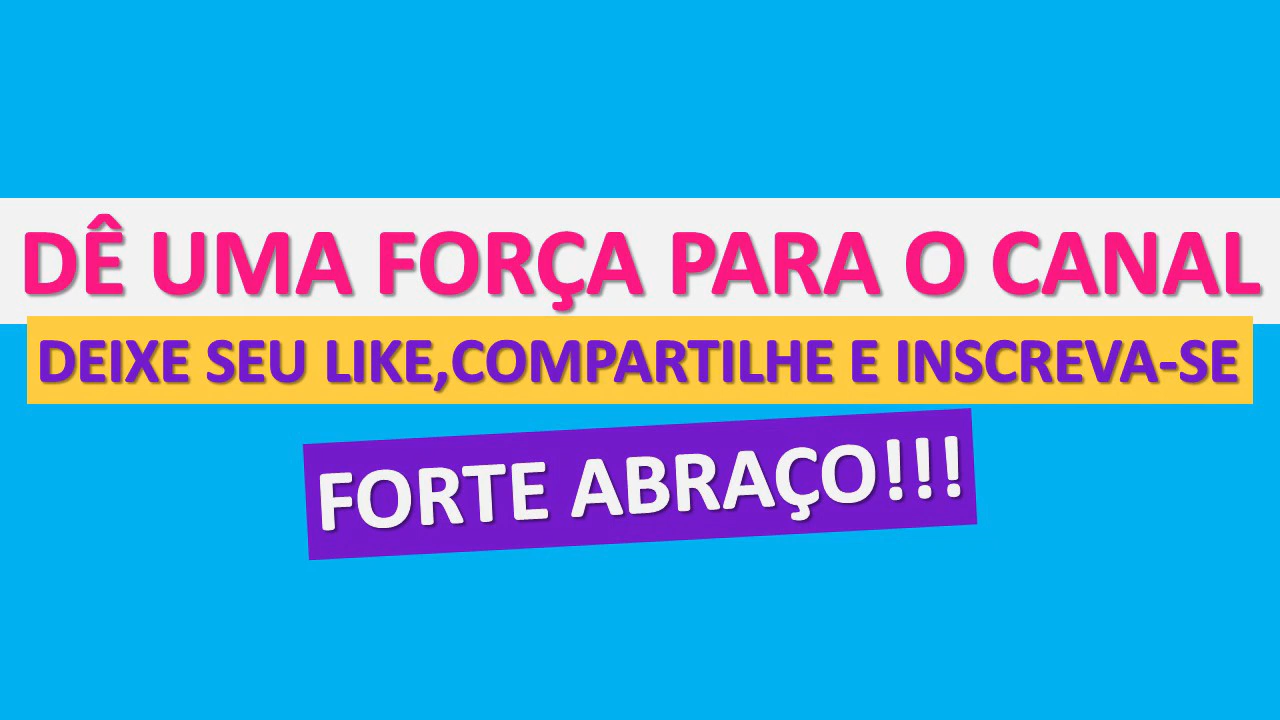 DÊ UMA FORÇA PARA O CANAL
DEIXE SEU LIKE,COMPARTILHE E INSCREVA-SE
FORTE ABRAÇO!!!